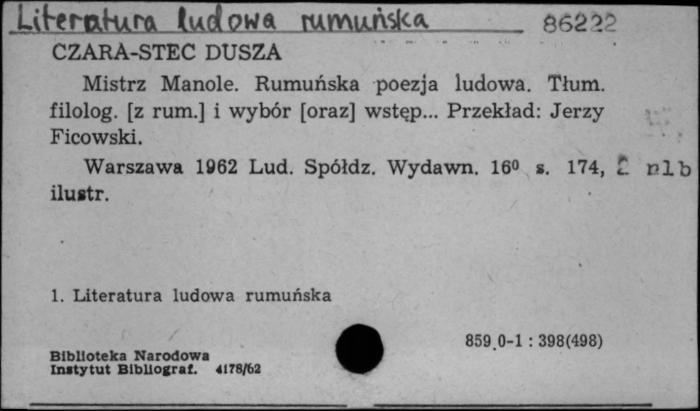 Literatura ludowa rumuńska 86222
CZARA-STEC DUSZA
Mistrz Manole. Rumuńska poezja ludowa. Tłum.
filolog. [z rum.] i wybór [oraz] wstęp... Przekład: Jerzy
Ficowski.
Warszawa 1962 Lud. Spółdz. Wydawn. 16⁰ s. 174, 2 nlb
ilustr.
1. Literatura ludowa rumuńska
859.0-1 : 398(498)
Biblioteka Narodowa
Instytut Bibliograf. 4178/62